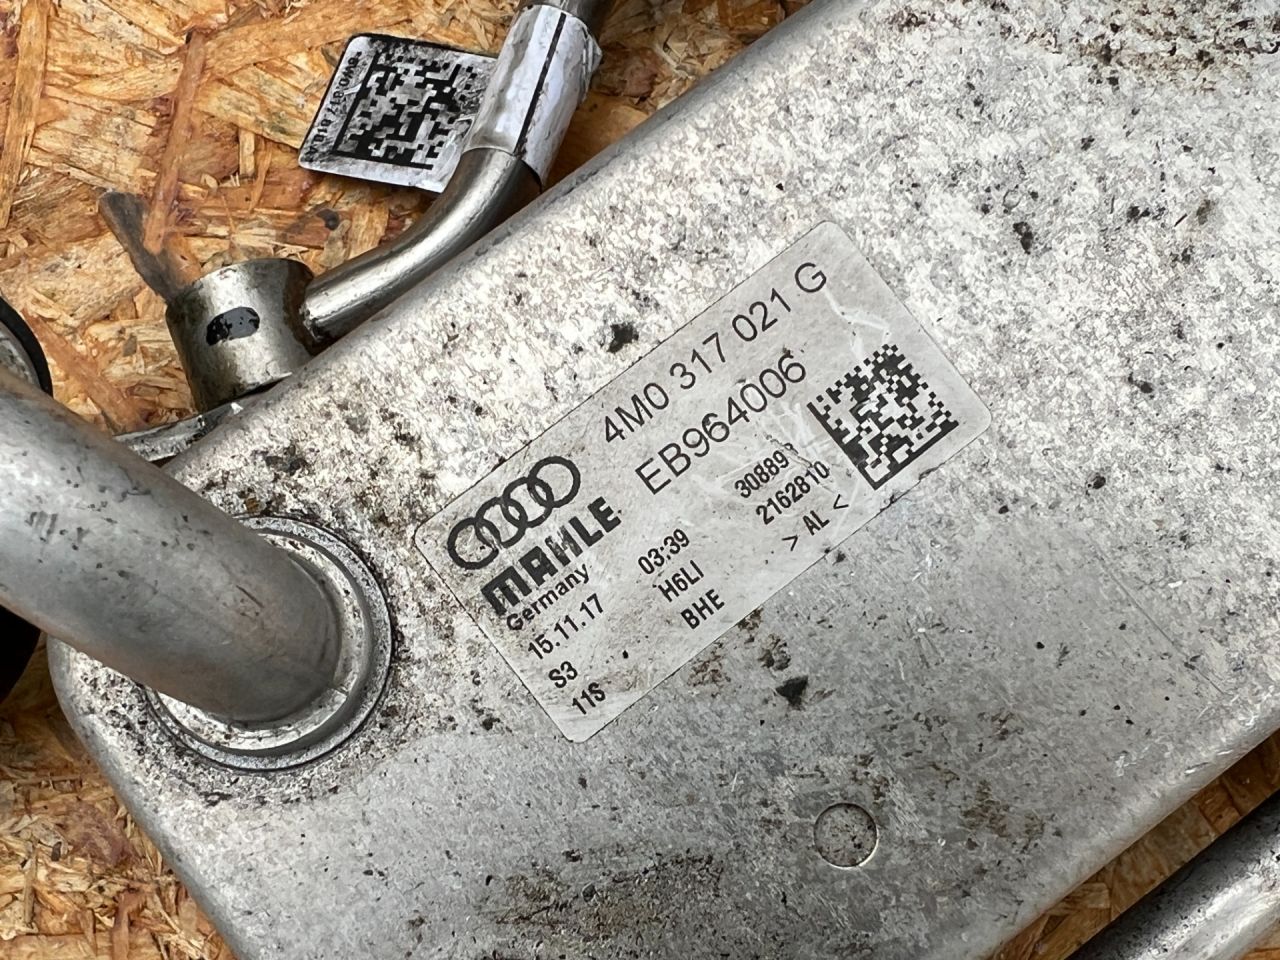 4M0 317 021 G
EB964006
MAHLE
Germany
15.11.17 03:39
S3 H6LI
11S BHE
2162810
> AL <